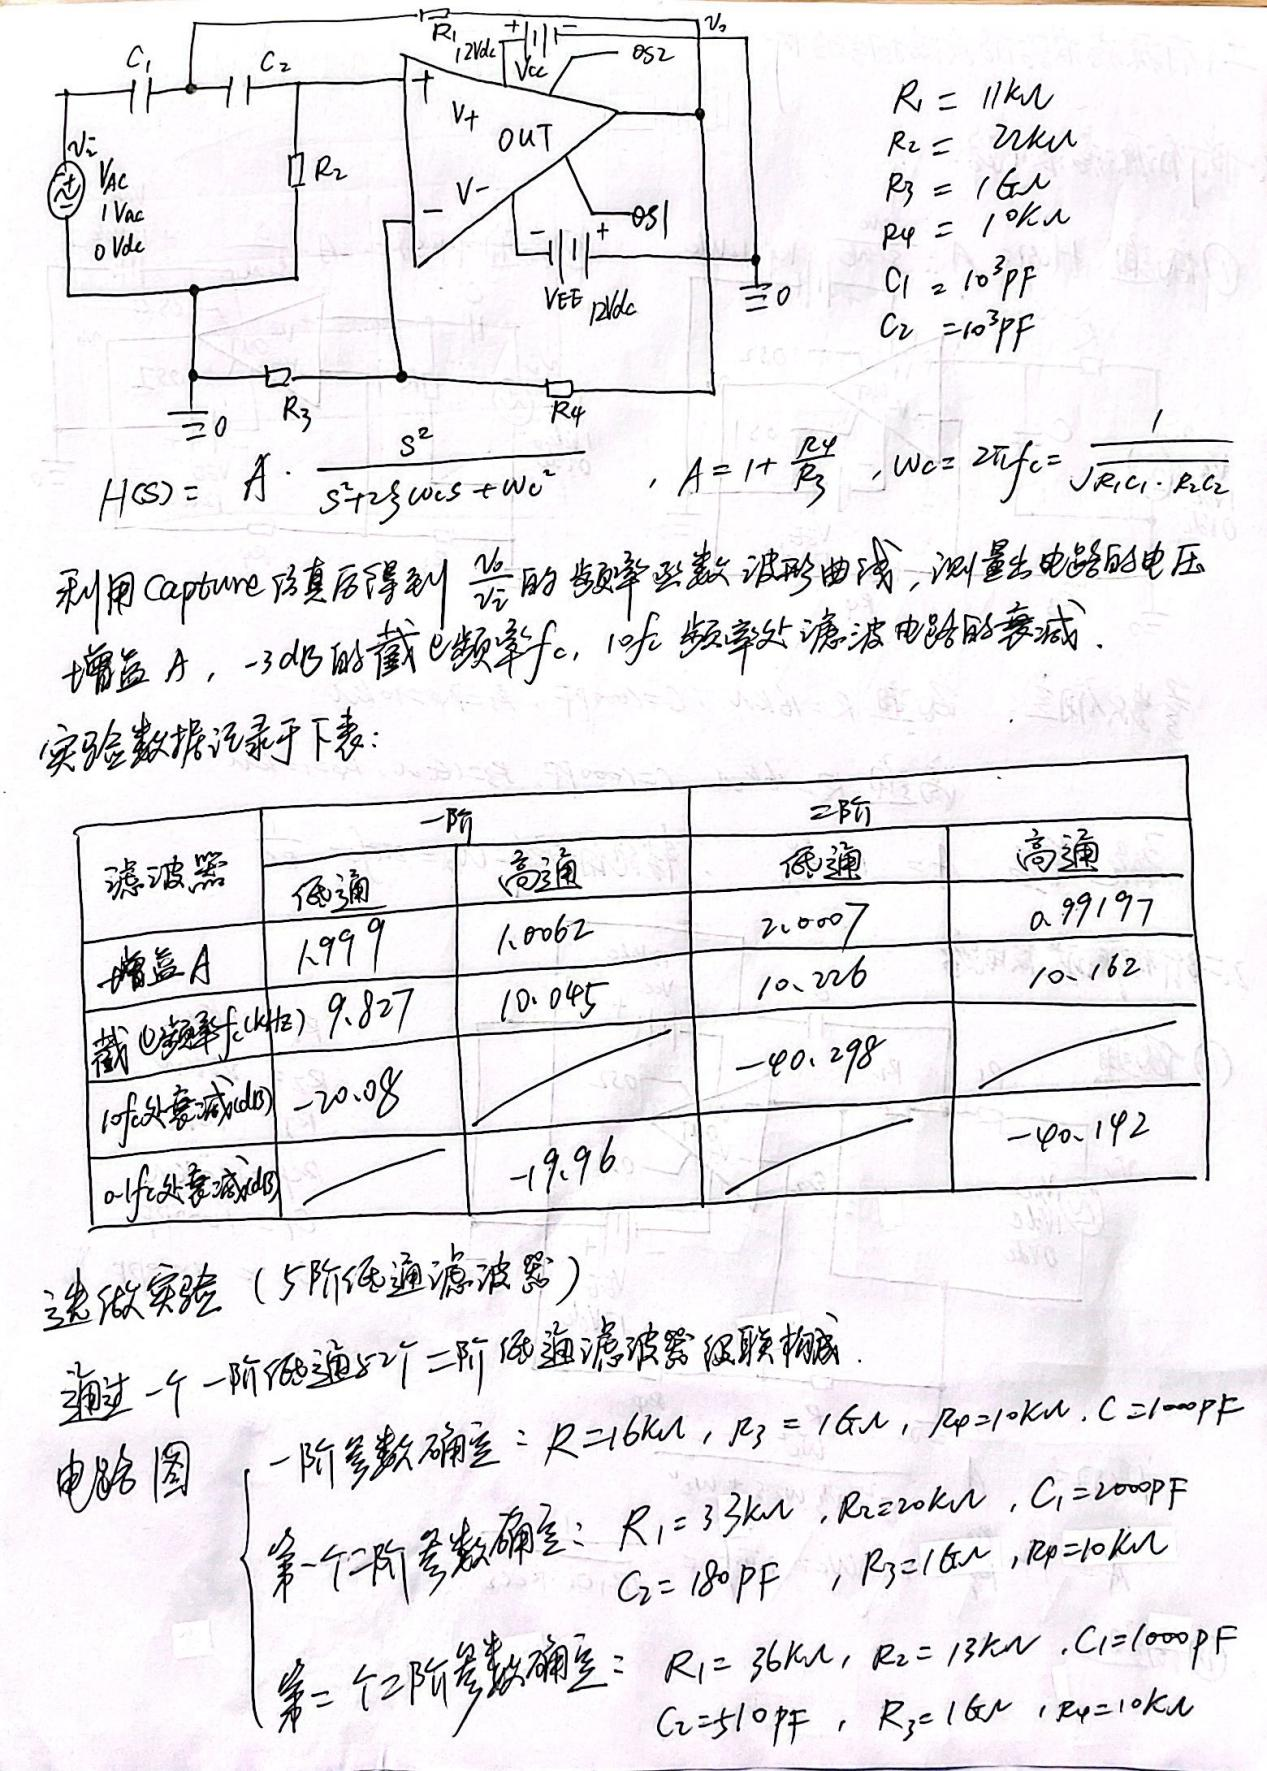 R₁ V₀
C₁ C₂ 12Vdc + - OS2
Vcc
+ V+ OUT
Vi VAC 1Vac 0Vdc
R₂
- V- OS1
- +
VEE 12Vdc
0
R₃ R₄
0
R₁ = 11kΩ
R₂ = 22kΩ
R₃ = 1GΩ
R₄ = 10KΩ
C₁ = 10³PF
C₂ = 10³PF
H(s) = A · s² / (s²+2ξωcs+ωc²) , A = 1 + R4/R3 , ωc = 2πfc = 1/√(R₁C₁·R₂C₂)
利用Capture仿真后得到 V₀/Vi 的频率函数波形曲线,测量出电路的电压
增益A, -3dB的截止频率fc, 10fc 频率处滤波电路的衰减.
实验数据记录于下表:
滤波器 一阶 二阶
低通 高通 低通 高通
增益A 1.999 1.0062 2.0007 0.99197
截止频率fc(kHz) 9.827 10.045 10.226 10.162
10fc处衰减(dB) -20.08 -40.298
0.1fc处衰减(dB) -19.96 -40.142
选做实验 (5阶低通滤波器)
通过一个一阶低通与2个二阶低通滤波器级联构成.
电路图
一阶参数确定: R=16KΩ, R₃=1GΩ, R4=10KΩ. C=1000PF
第一个二阶参数确定: R₁=33KΩ, R₂=20KΩ, C₁=2000PF
C₂=180PF , R₃=1GΩ, R4=10KΩ
第二个二阶参数确定: R₁=36KΩ, R₂=13KΩ. C₁=1000PF
C₂=510PF , R₃=1GΩ, R4=10KΩ